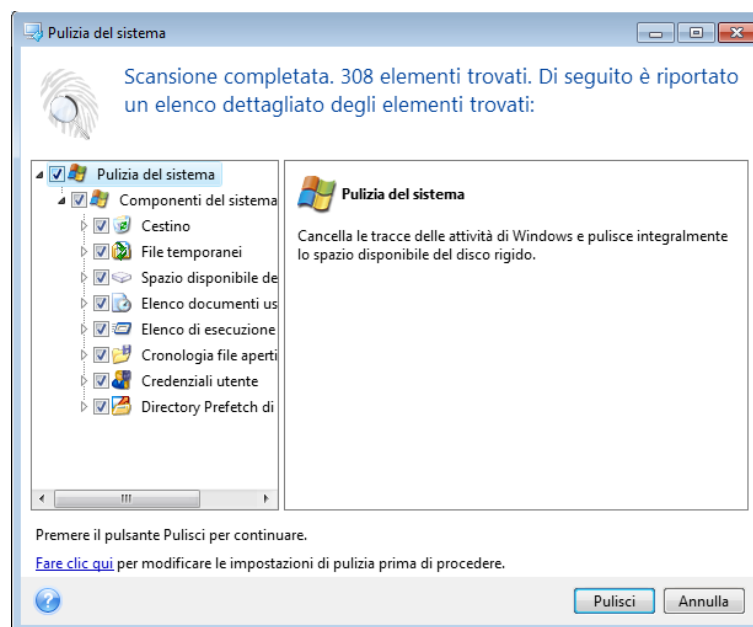 Pulizia del sistema
Scansione completata. 308 elementi trovati. Di seguito è riportato
un elenco dettagliato degli elementi trovati:
Pulizia del sistema
Componenti del sistema
Cestino
File temporanei
Spazio disponibile de
Elenco documenti us
Elenco di esecuzione
Cronologia file aperti
Credenziali utente
Directory Prefetch di
Pulizia del sistema
Cancella le tracce delle attività di Windows e pulisce integralmente
lo spazio disponibile del disco rigido.
Premere il pulsante Pulisci per continuare.
Fare clic qui per modificare le impostazioni di pulizia prima di procedere.
Pulisci Annulla